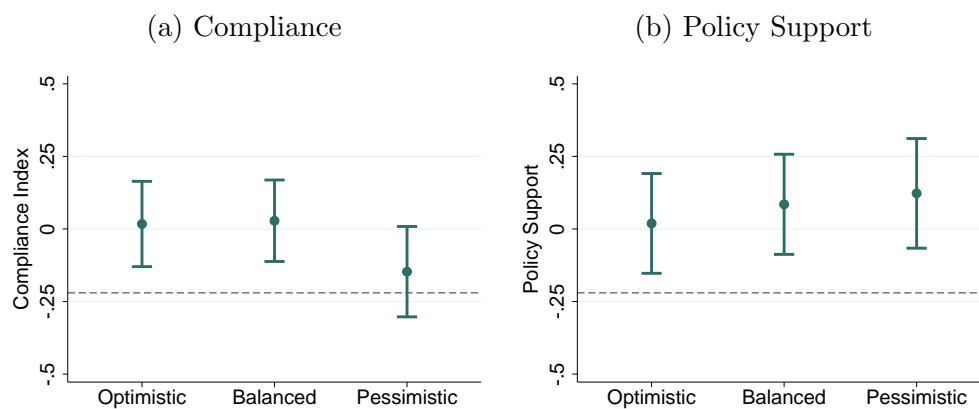 (a) Compliance
Compliance Index
.5
.25
0
-.25
-.5
Optimistic Balanced Pessimistic
(b) Policy Support
Policy Support
.5
.25
0
-.25
-.5
Optimistic Balanced Pessimistic